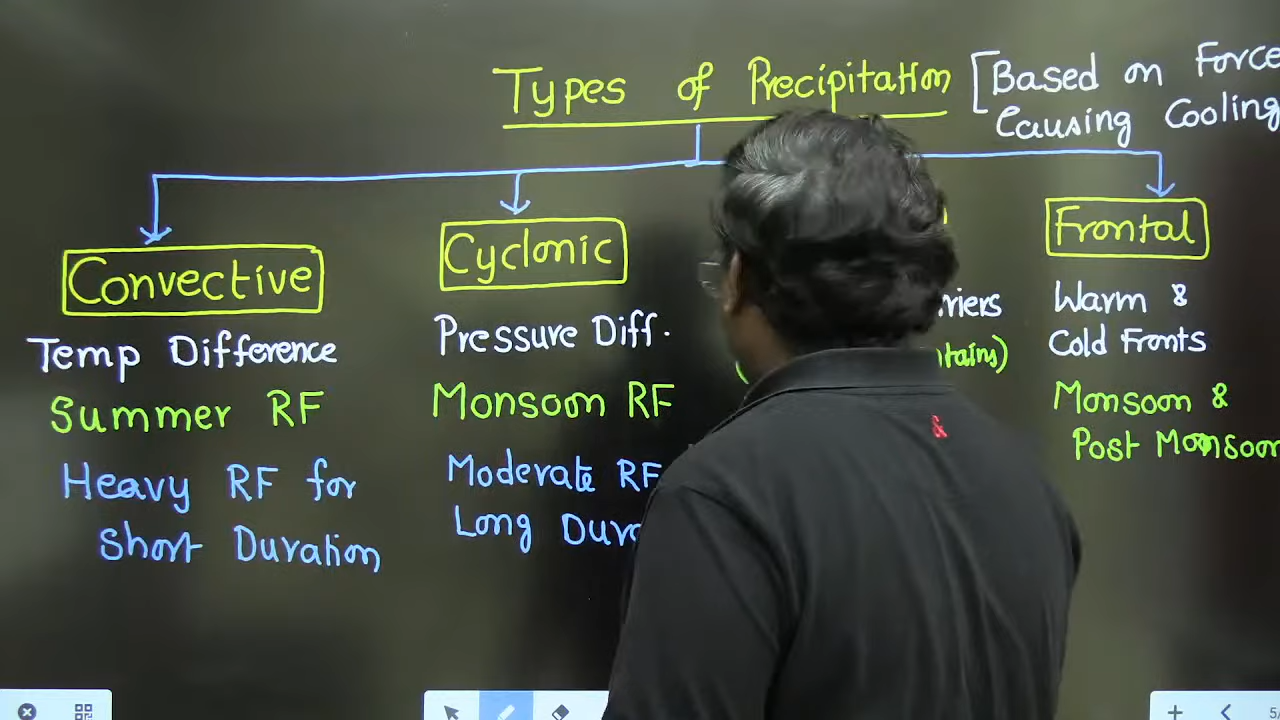 Types of Precipitation
[Based on Force
Causing Cooling
Convective
Cyclonic
Frontal
Temp Difference
Summer RF
Heavy RF for
Short Duration
Pressure Diff.
Monsoon RF
Moderate RF
Long
Warm &
Cold Fronts
Monsoon &
Post Monsoon
&